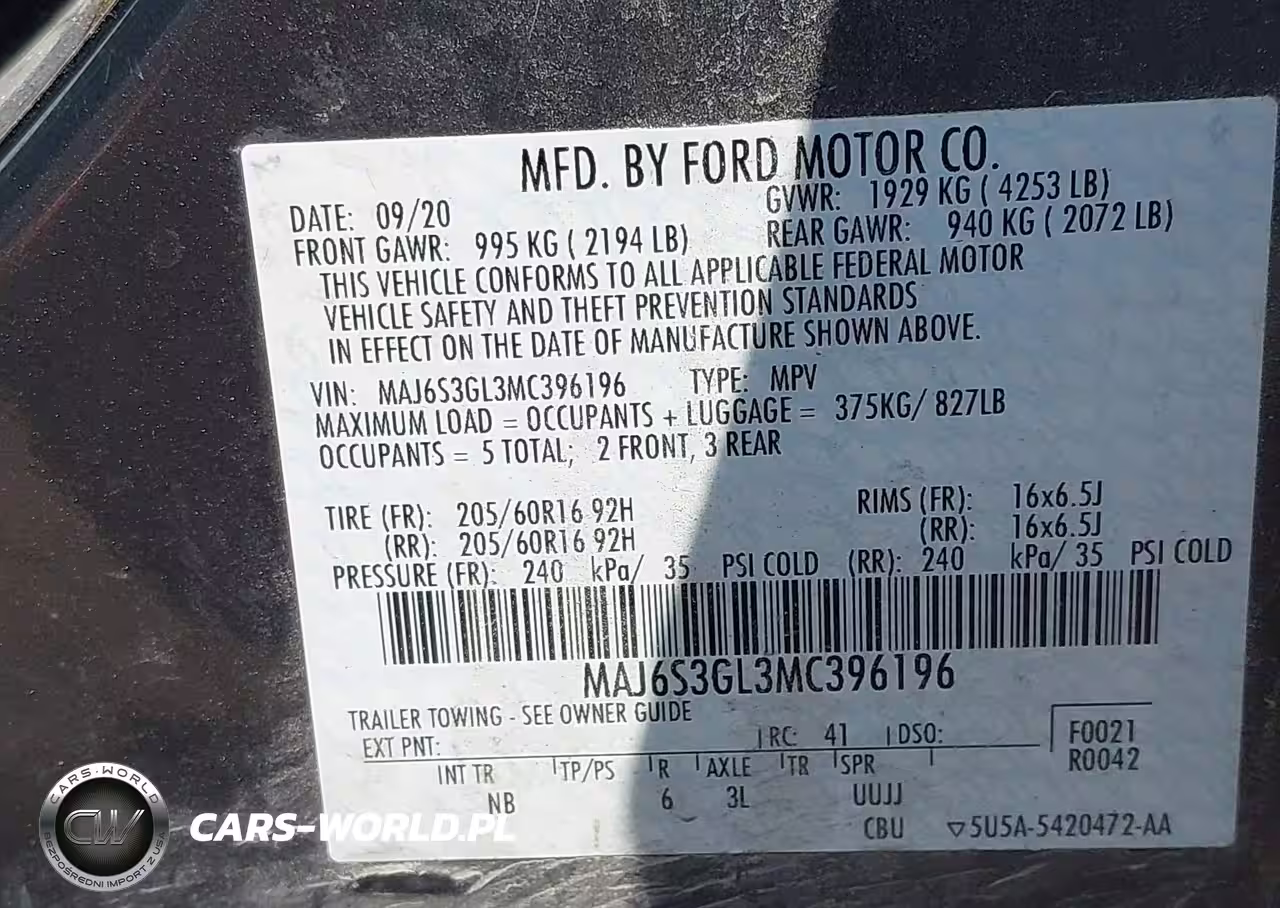 MFD. BY FORD MOTOR CO.
DATE: 09/20 GVWR: 1929 KG ( 4253 LB)
FRONT GAWR: 995 KG ( 2194 LB) REAR GAWR: 940 KG ( 2072 LB)
THIS VEHICLE CONFORMS TO ALL APPLICABLE FEDERAL MOTOR
VEHICLE SAFETY AND THEFT PREVENTION STANDARDS
IN EFFECT ON THE DATE OF MANUFACTURE SHOWN ABOVE.
VIN: MAJ6S3GL3MC396196 TYPE: MPV
MAXIMUM LOAD = OCCUPANTS + LUGGAGE = 375KG/ 827LB
OCCUPANTS = 5 TOTAL; 2 FRONT, 3 REAR
TIRE (FR): 205/60R16 92H RIMS (FR): 16x6.5J
(RR): 205/60R16 92H (RR): 16x6.5J
PRESSURE (FR): 240 kPa/ 35 PSI COLD (RR): 240 kPa/ 35 PSI COLD
MAJ6S3GL3MC396196
TRAILER TOWING - SEE OWNER GUIDE
EXT PNT: RC: 41 DSO: F0021
R0042
INT TR TP/PS R AXLE TR SPR
NB 6 3L UUJJ
CBU ▽5U5A-5420472-AA
CARS-WORLD
CW
BEZPOŚREDNI IMPORT Z USA
CARS-WORLD.PL